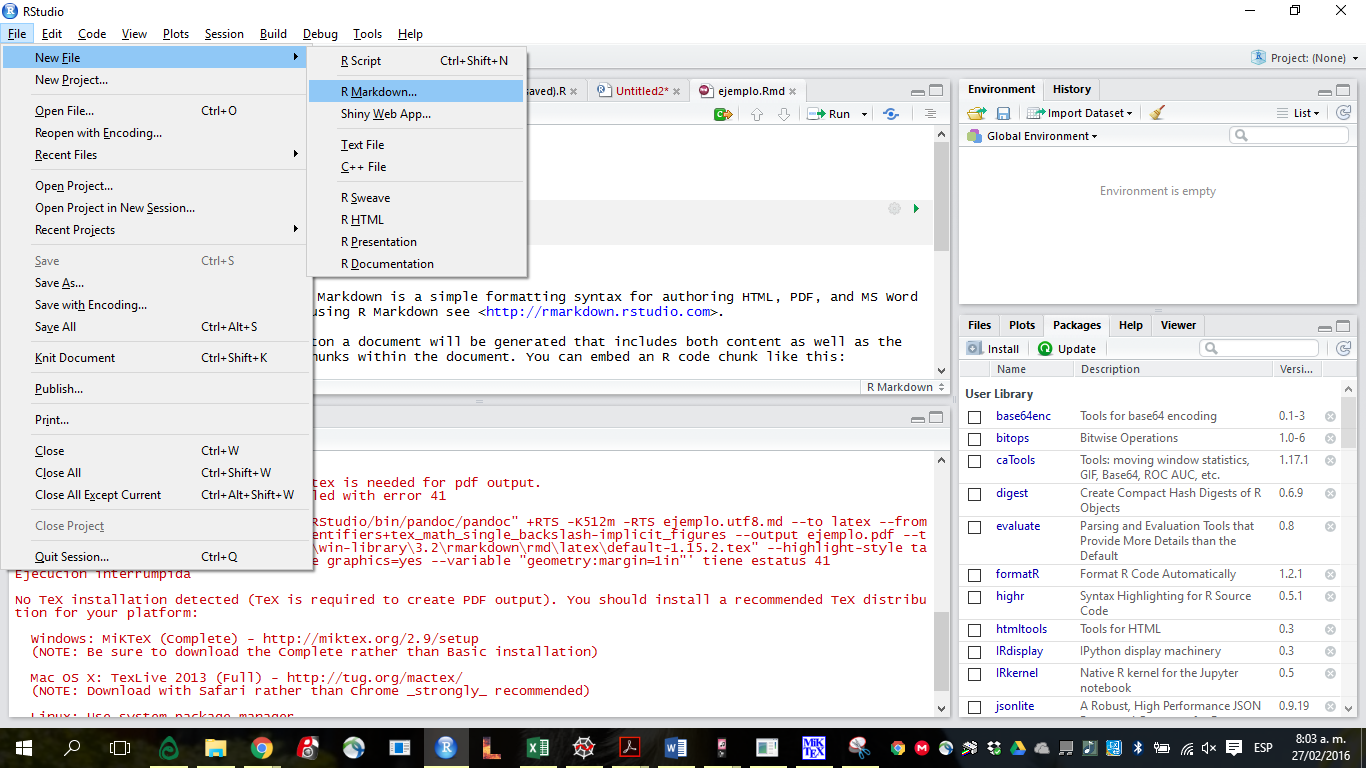 RStudio
File Edit Code View Plots Session Build Debug Tools Help
New File
New Project...
Open File... Ctrl+O
Reopen with Encoding...
Recent Files
Open Project...
Open Project in New Session...
Recent Projects
Save Ctrl+S
Save As...
Save with Encoding...
Save All Ctrl+Alt+S
Knit Document Ctrl+Shift+K
Publish...
Print...
Close Ctrl+W
Close All Ctrl+Shift+W
Close All Except Current Ctrl+Alt+Shift+W
Close Project
Quit Session... Ctrl+Q
R Script Ctrl+Shift+N
R Markdown...
Shiny Web App...
Text File
C++ File
R Sweave
R HTML
R Presentation
R Documentation
Project: (None)
saved).R Untitled2* ejemplo.Rmd
Run
Markdown is a simple formatting syntax for authoring HTML, PDF, and MS Word
using R Markdown see <http://rmarkdown.rstudio.com>.
ton a document will be generated that includes both content as well as the
hunks within the document. You can embed an R code chunk like this:
R Markdown
tex is needed for pdf output.
led with error 41
RStudio/bin/pandoc/pandoc" +RTS -K512m -RTS ejemplo.utf8.md --to latex --from
entifiers+tex_math_single_backslash-implicit_figures --output ejemplo.pdf --t
\win-library\3.2\rmarkdown\rmd\latex\default-1.15.2.tex" --highlight-style ta
e graphics=yes --variable "geometry:margin=1in"' tiene estatus 41
Ejecución interrumpida
No TeX installation detected (TeX is required to create PDF output). You should install a recommended TeX distribu
tion for your platform:
Windows: MiKTeX (Complete) - http://miktex.org/2.9/setup
(NOTE: Be sure to download the Complete rather than Basic installation)
Mac OS X: TexLive 2013 (Full) - http://tug.org/mactex/
(NOTE: Download with Safari rather than Chrome _strongly_ recommended)
Linux: Use system package manager
Environment History
Import Dataset List
Global Environment
Environment is empty
Files Plots Packages Help Viewer
Install Update
Name Description Versi...
User Library
base64enc Tools for base64 encoding 0.1-3
bitops Bitwise Operations 1.0-6
caTools Tools: moving window statistics, 1.17.1
GIF, Base64, ROC AUC, etc.
digest Create Compact Hash Digests of R 0.6.9
Objects
evaluate Parsing and Evaluation Tools that 0.8
Provide More Details than the
Default
formatR Format R Code Automatically 1.2.1
highr Syntax Highlighting for R Source 0.5.1
Code
htmltools Tools for HTML 0.3
IRdisplay IPython display machinery 0.3
IRkernel Native R kernel for the Jupyter 0.5
notebook
jsonlite A Robust, High Performance JSON 0.9.19
MiK
TEX
ESP
8:03 a. m.
27/02/2016